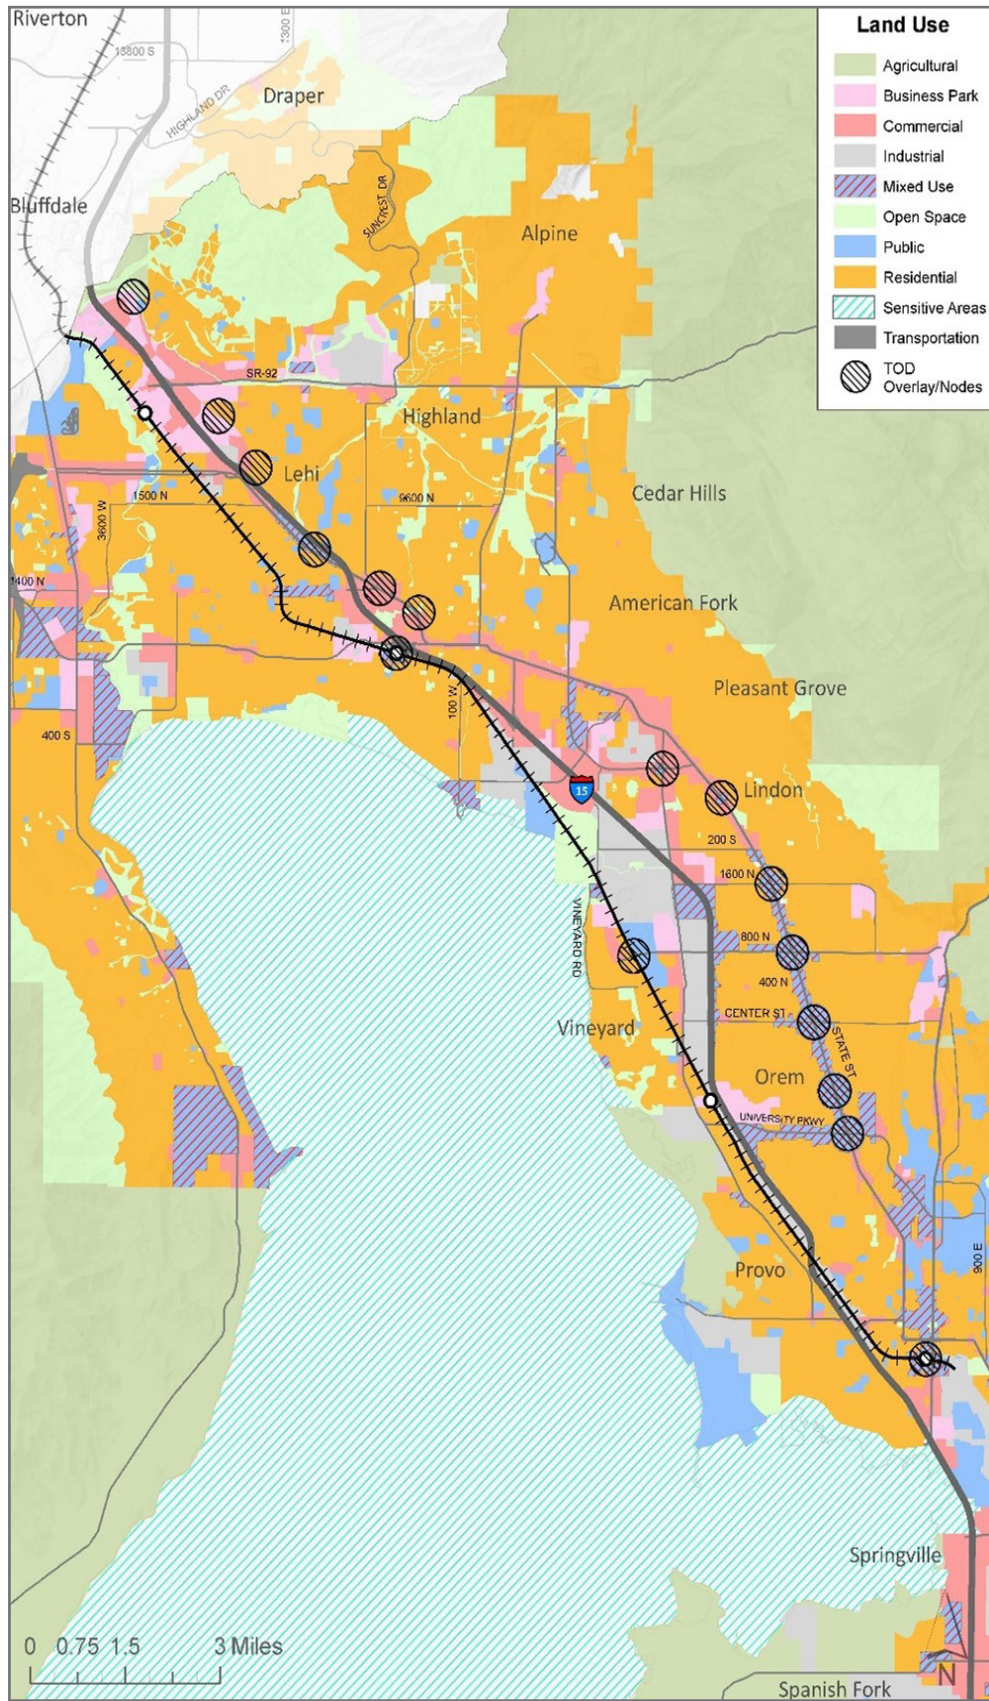 Riverton
1300 E
13800 S
HIGHLAND DR
Draper
Bluffdale
SUNCREST DR
Alpine
Land Use
Agricultural
Business Park
Commercial
Industrial
Mixed Use
Open Space
Public
Residential
Sensitive Areas
Transportation
TOD
Overlay/Nodes
SR-92
Highland
Lehi
1500 N
9600 N
3600 W
Cedar Hills
1400 N
American Fork
Pleasant Grove
100 W
400 S
15
Lindon
200 S
1600 N
VINEYARD RD
800 N
400 N
CENTER ST
STATE ST
Vineyard
Orem
UNIVERSITY PKWY
Provo
900 E
Springville
0 0.75 1.5 3 Miles
N
Spanish Fork